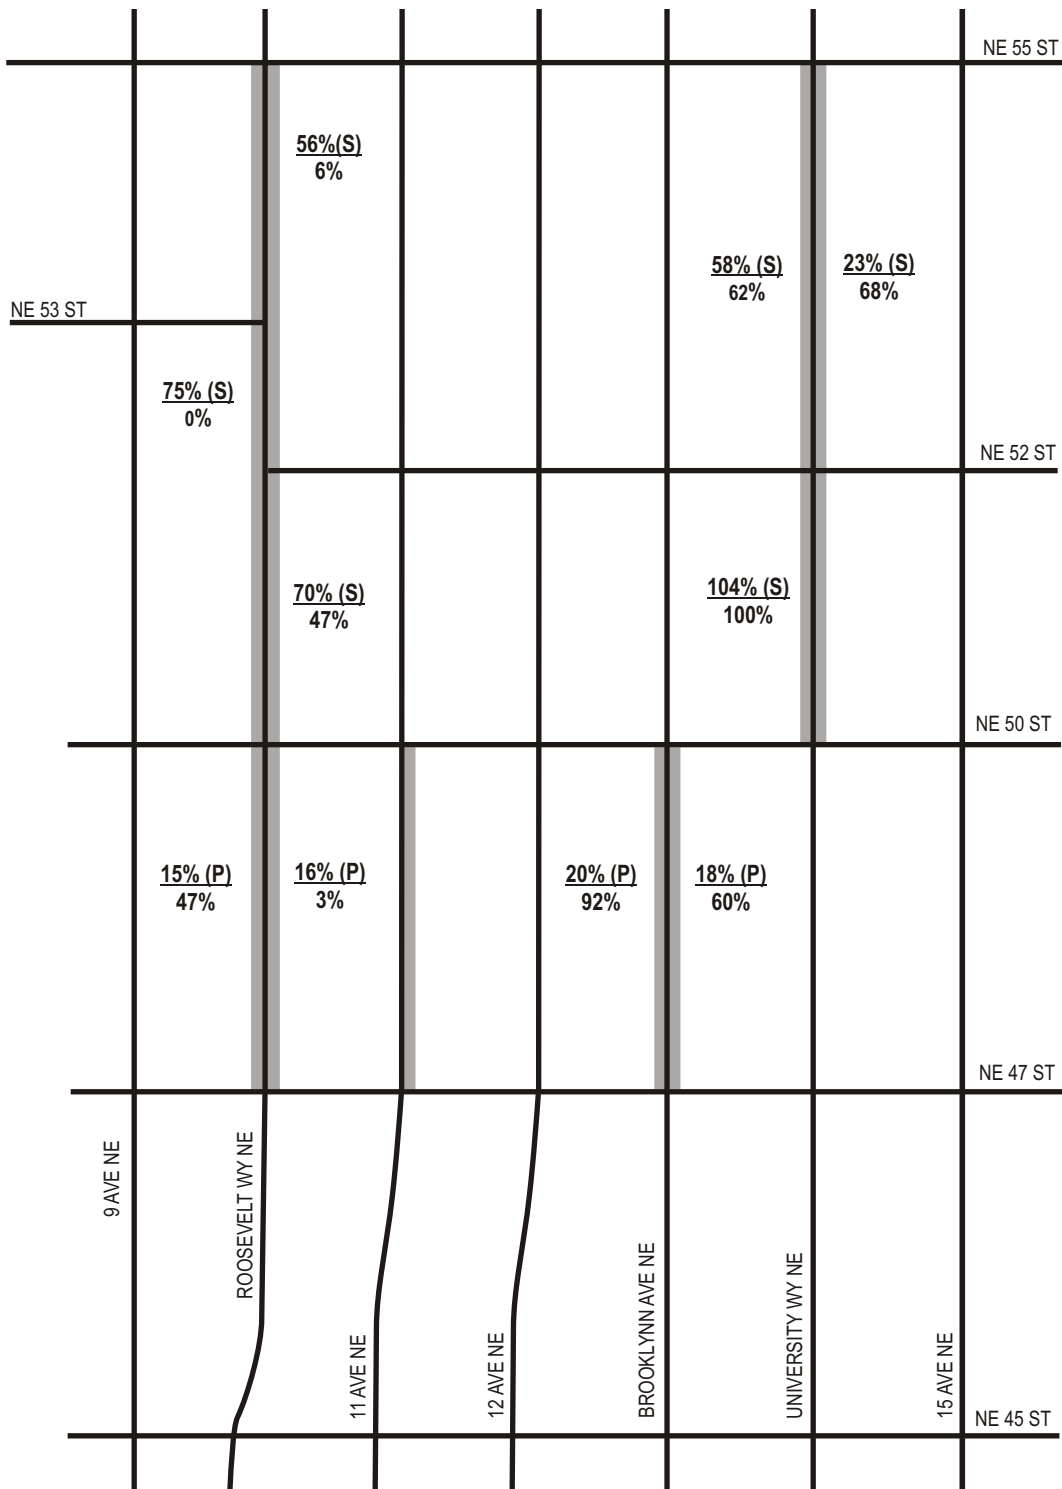 NE 55 ST
56%(S)
6%
58% (S)
62%
23% (S)
68%
NE 53 ST
75% (S)
0%
NE 52 ST
70% (S)
47%
104% (S)
100%
NE 50 ST
15% (P)
47%
16% (P)
3%
20% (P)
92%
18% (P)
60%
NE 47 ST
9 AVE NE
ROOSEVELT WY NE
11 AVE NE
12 AVE NE
BROOKLYNN AVE NE
UNIVERSITY WY NE
15 AVE NE
NE 45 ST